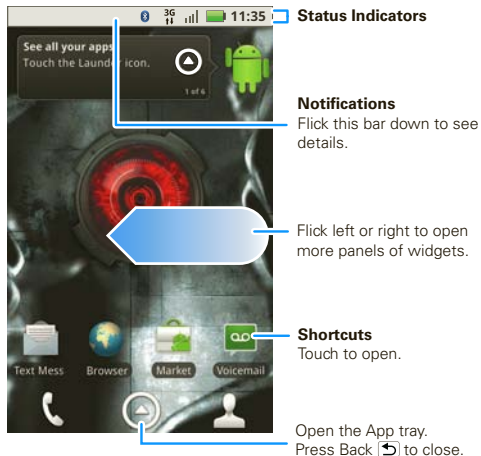 3G
11:35
Status Indicators
See all your apps
Touch the Launcher icon.
1 of 6
Notifications
Flick this bar down to see
details.
Flick left or right to open
more panels of widgets.
Text Mess
Browser
Market
Voicemail
Shortcuts
Touch to open.
Open the App tray.
Press Back to close.